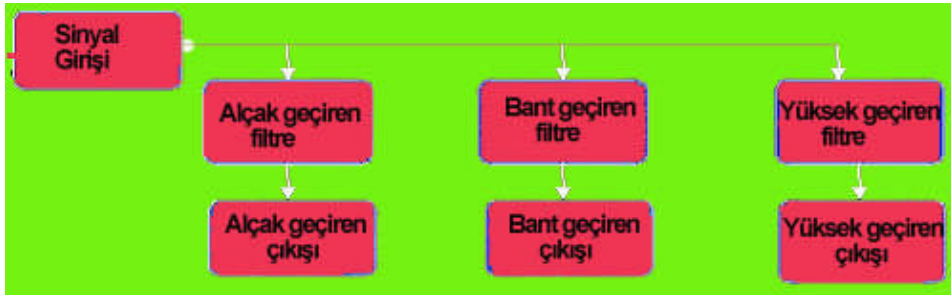 Sinyal
Girişi
Alçak geçiren
filtre
Bant geçiren
filtre
Yüksek geçiren
filtre
Alçak geçiren
çıkışı
Bant geçiren
çıkışı
Yüksek geçiren
çıkışı